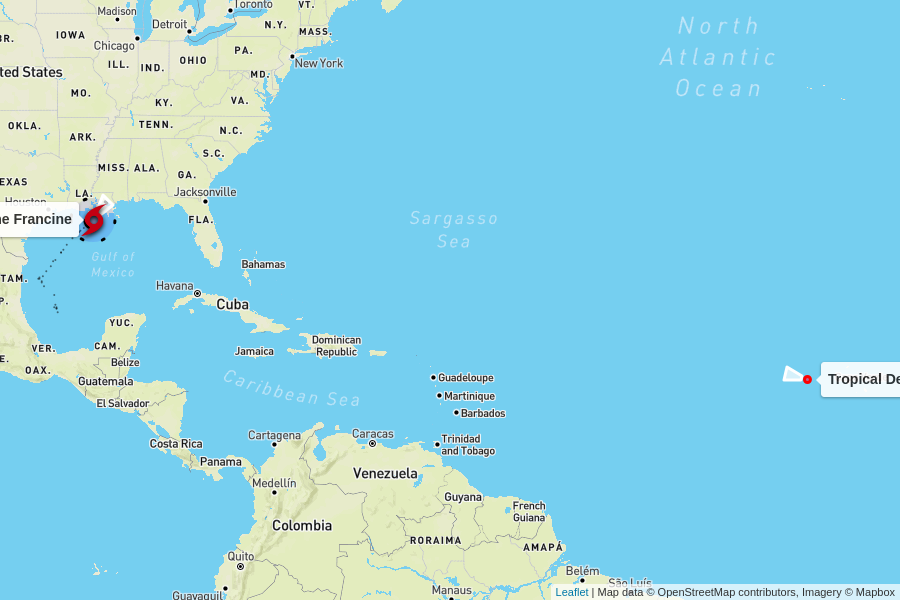 Madison
Toronto
VT.
Detroit
N.Y.
MASS.
IOWA
Chicago
PA.
New York
ted States
ILL.
IND.
OHIO
MD.
MO.
KY.
VA.
OKLA.
TENN.
N.C.
ARK.
S.C.
MISS.
ALA.
GA.
EXAS
LA.
Jacksonville
Houston
FLA.
ne Francine
North
Atlantic
Ocean
Sargasso
Sea
Gulf of
Mexico
Bahamas
TAM.
Havana
Cuba
P.
YUC.
VER.
CAM.
Dominican
Republic
Jamaica
E.
OAX.
Belize
Guatemala
El Salvador
Caribbean Sea
Guadeloupe
Martinique
Barbados
Tropical De
Costa Rica
Panama
Cartagena
Caracas
Trinidad
and Tobago
Venezuela
Medellín
Guyana
French
Guiana
Colombia
RORAIMA
AMAPÁ
Quito
Belém
São Luís
Guayaquil
Manaus
Leaflet | Map data © OpenStreetMap contributors, Imagery © Mapbox